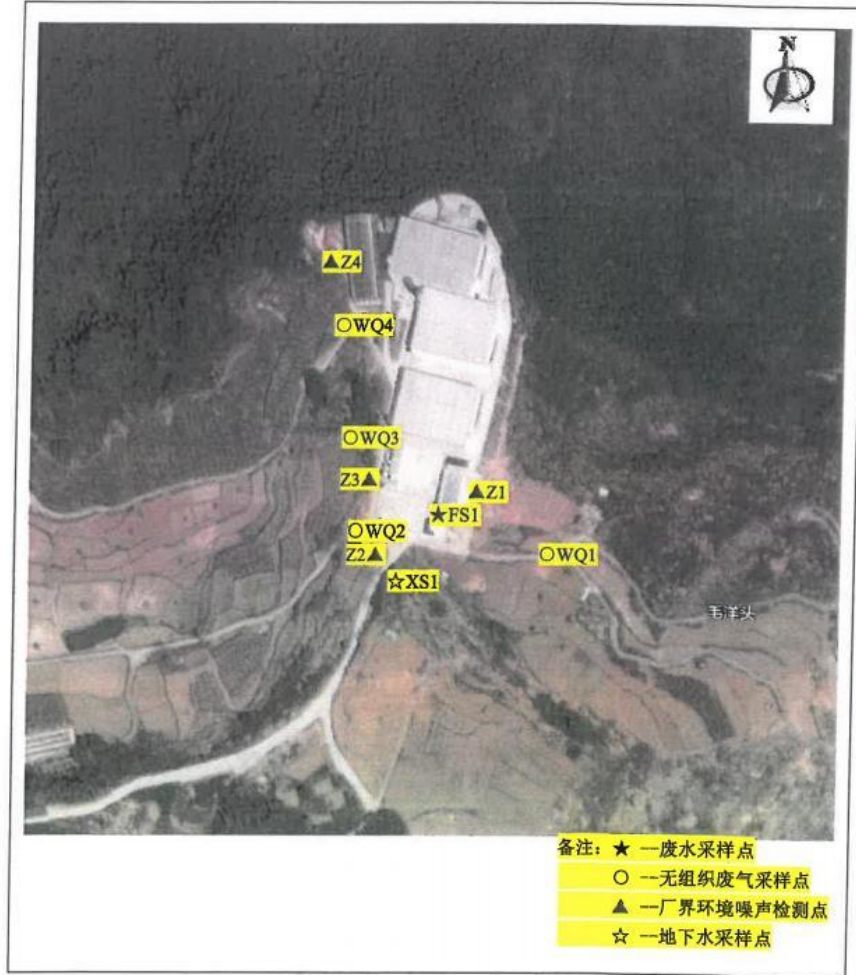 N
▲Z4
○WQ4
○WQ3
Z3▲
▲Z1
★FS1
○WQ2
Z2▲
○WQ1
☆XS1
毛洋头
备注：★ --废水采样点
○ --无组织废气采样点
▲ --厂界环境噪声检测点
☆ --地下水采样点